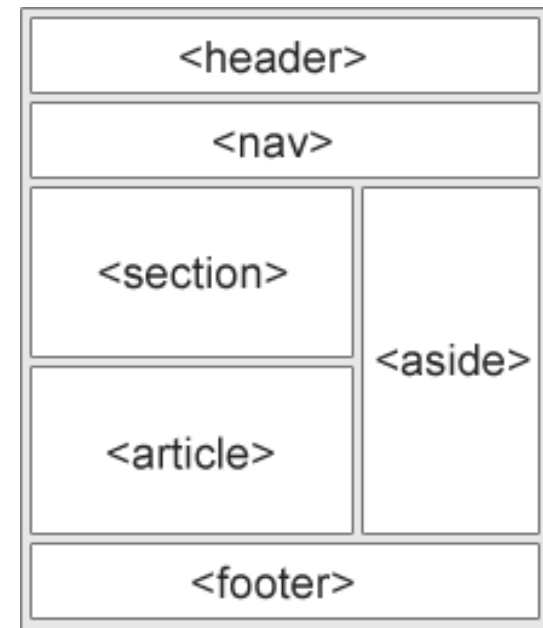 <header>
<nav>
<section>
<article>
<aside>
<footer>